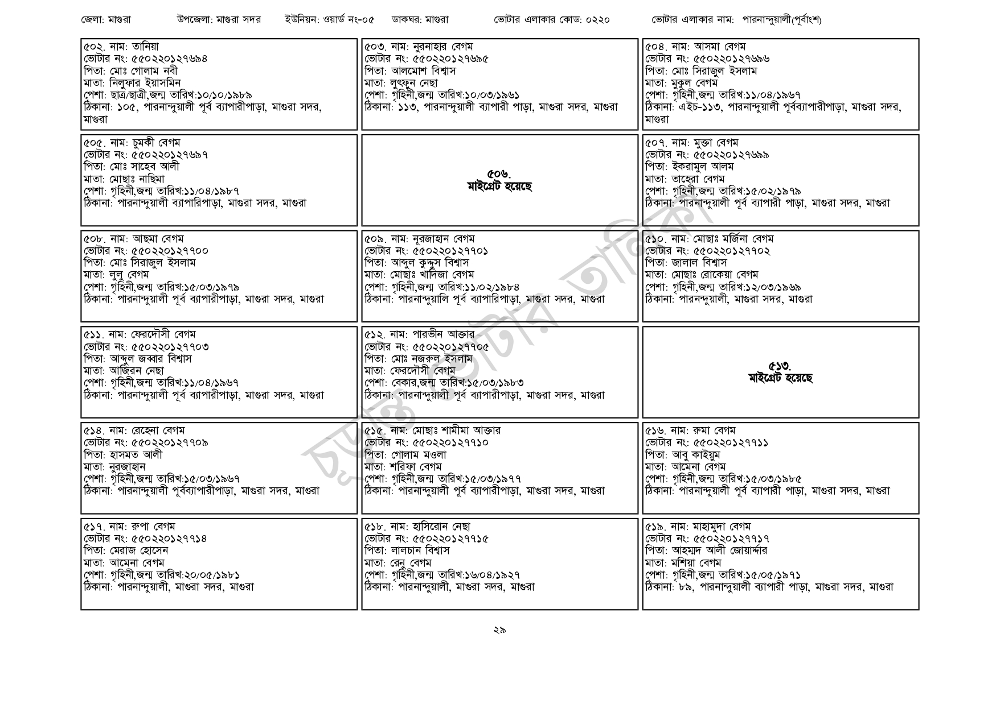 জেলা: মাগুরা উপজেলা: মাগুরা সদর ইউনিয়ন: ওয়ার্ড নং-০৫ ডাকঘর: মাগুরা ভোটার এলাকার কোড: ০২২০ ভোটার এলাকার নাম: পারনান্দুয়ালী(পূর্বাংশ)
৫০২. নাম: তানিয়া
ভোটার নং: ৫৫০২২০১২৭৬৯৪
পিতা: মোঃ গোলাম নবী
মাতা: নিলুফার ইয়াসমিন
পেশা: ছাত্র/ছাত্রী,জন্ম তারিখ:১০/১০/১৯৮৯
ঠিকানা: ১০৫, পারনান্দুয়ালী পূর্ব ব্যাপারীপাড়া, মাগুরা সদর,
মাগুরা
৫০৩. নাম: নুরনাহার বেগম
ভোটার নং: ৫৫০২২০১২৭৬৯৫
পিতা: আলমোশ বিশ্বাস
মাতা: লুৎফুন নেছা
পেশা: গৃহিনী,জন্ম তারিখ:১০/০৩/১৯৬১
ঠিকানা: ১১৩, পারনান্দুয়ালী ব্যাপারী পাড়া, মাগুরা সদর, মাগুরা
৫০৪. নাম: আসমা বেগম
ভোটার নং: ৫৫০২২০১২৭৬৯৬
পিতা: মোঃ সিরাজুল ইসলাম
মাতা: মুকুল বেগম
পেশা: গৃহিনী,জন্ম তারিখ:১১/০৪/১৯৬৭
ঠিকানা: এইচ-১১৩, পারনান্দুয়ালী পূর্বব্যাপারীপাড়া, মাগুরা সদর,
মাগুরা
৫০৫. নাম: চুমকী বেগম
ভোটার নং: ৫৫০২২০১২৭৬৯৭
পিতা: মোঃ সাহেব আলী
মাতা: মোছাঃ নাছিমা
পেশা: গৃহিনী,জন্ম তারিখ:১১/০৪/১৯৮৭
ঠিকানা: পারনান্দুয়ালী ব্যাপারিপাড়া, মাগুরা সদর, মাগুরা
৫০৬.
মাইগ্রেট হয়েছে
৫০৭. নাম: মুক্তা বেগম
ভোটার নং: ৫৫০২২০১২৭৬৯৯
পিতা: ইকরামুল আলম
মাতা: তাহেরা বেগম
পেশা: গৃহিনী,জন্ম তারিখ:১৫/০২/১৯৭৯
ঠিকানা: পারনান্দুয়ালী পূর্ব ব্যাপারী পাড়া, মাগুরা সদর, মাগুরা
৫০৮. নাম: আছমা বেগম
ভোটার নং: ৫৫০২২০১২৭৭০০
পিতা: মোঃ সিরাজুল ইসলাম
মাতা: লুলু বেগম
পেশা: গৃহিনী,জন্ম তারিখ:১৫/০৩/১৯৭৯
ঠিকানা: পারনান্দুয়ালী পূর্ব ব্যাপারীপাড়া, মাগুরা সদর, মাগুরা
৫০৯. নাম: নূরজাহান বেগম
ভোটার নং: ৫৫০২২০১২৭৭০১
পিতা: আব্দুল কুদ্দুস বিশ্বাস
মাতা: মোছাঃ খাদিজা বেগম
পেশা: গৃহিনী,জন্ম তারিখ:১১/০২/১৯৮৪
ঠিকানা: পারনান্দুয়ালি পূর্ব ব্যাপারিপাড়া, মাগুরা সদর, মাগুরা
৫১০. নাম: মোছাঃ মর্জিনা বেগম
ভোটার নং: ৫৫০২২০১২৭৭০২
পিতা: জালাল বিশ্বাস
মাতা: মোছাঃ রোকেয়া বেগম
পেশা: গৃহিনী,জন্ম তারিখ:১২/০৩/১৯৬৯
ঠিকানা: পারনন্দুয়ালী, মাগুরা সদর, মাগুরা
৫১১. নাম: ফেরদৌসী বেগম
ভোটার নং: ৫৫০২২০১২৭৭০৩
পিতা: আব্দুল জব্বার বিশ্বাস
মাতা: আজিরন নেছা
পেশা: গৃহিনী,জন্ম তারিখ:১১/০৪/১৯৬৭
ঠিকানা: পারনান্দুয়ালী পূর্ব ব্যাপারীপাড়া, মাগুরা সদর, মাগুরা
৫১২. নাম: পারভীন আক্তার
ভোটার নং: ৫৫০২২০১২৭৭০৫
পিতা: মোঃ নজরুল ইসলাম
মাতা: ফেরদৌসী বেগম
পেশা: বেকার,জন্ম তারিখ:১৫/০৩/১৯৮৩
ঠিকানা: পারনান্দুয়ালী পূর্ব ব্যাপারীপাড়া, মাগুরা সদর, মাগুরা
৫১৩.
মাইগ্রেট হয়েছে
৫১৪. নাম: রেহেনা বেগম
ভোটার নং: ৫৫০২২০১২৭৭০৯
পিতা: হাসমত আলী
মাতা: নুরজাহান
পেশা: গৃহিনী,জন্ম তারিখ:১৫/০৩/১৯৬৭
ঠিকানা: পারনান্দুয়ালী পূর্বব্যাপারীপাড়া, মাগুরা সদর, মাগুরা
৫১৫. নাম: মোছাঃ শামীমা আক্তার
ভোটার নং: ৫৫০২২০১২৭৭১০
পিতা: গোলাম মওলা
মাতা: শরিফা বেগম
পেশা: গৃহিনী,জন্ম তারিখ:১৫/০৩/১৯৭৭
ঠিকানা: পারনান্দুয়ালী পূর্ব ব্যাপারীপাড়া, মাগুরা সদর, মাগুরা
৫১৬. নাম: রুমা বেগম
ভোটার নং: ৫৫০২২০১২৭৭১১
পিতা: আবু কাইয়ুম
মাতা: আমেনা বেগম
পেশা: গৃহিনী,জন্ম তারিখ:১৫/০৩/১৯৮৫
ঠিকানা: পারনান্দুয়ালী পূর্ব ব্যাপারী পাড়া, মাগুরা সদর, মাগুরা
৫১৭. নাম: রুপা বেগম
ভোটার নং: ৫৫০২২০১২৭৭১৪
পিতা: মেরাজ হোসেন
মাতা: আমেনা বেগম
পেশা: গৃহিনী,জন্ম তারিখ:২০/০৫/১৯৮১
ঠিকানা: পারনান্দুয়ালী, মাগুরা সদর, মাগুরা
৫১৮. নাম: হাসিরোন নেছা
ভোটার নং: ৫৫০২২০১২৭৭১৫
পিতা: লালচান বিশ্বাস
মাতা: রেনু বেগম
পেশা: গৃহিনী,জন্ম তারিখ:১৬/০৪/১৯২৭
ঠিকানা: পারনান্দুয়ালী, মাগুরা সদর, মাগুরা
৫১৯. নাম: মাহামুদা বেগম
ভোটার নং: ৫৫০২২০১২৭৭১৭
পিতা: আহম্মদ আলী জোয়ার্দ্দার
মাতা: মশিয়া বেগম
পেশা: গৃহিনী,জন্ম তারিখ:১৫/০৫/১৯৭১
ঠিকানা: ৮৯, পারনান্দুয়ালী ব্যাপারী পাড়া, মাগুরা সদর, মাগুরা
চূড়ান্ত ভোটার তালিকা
২৯